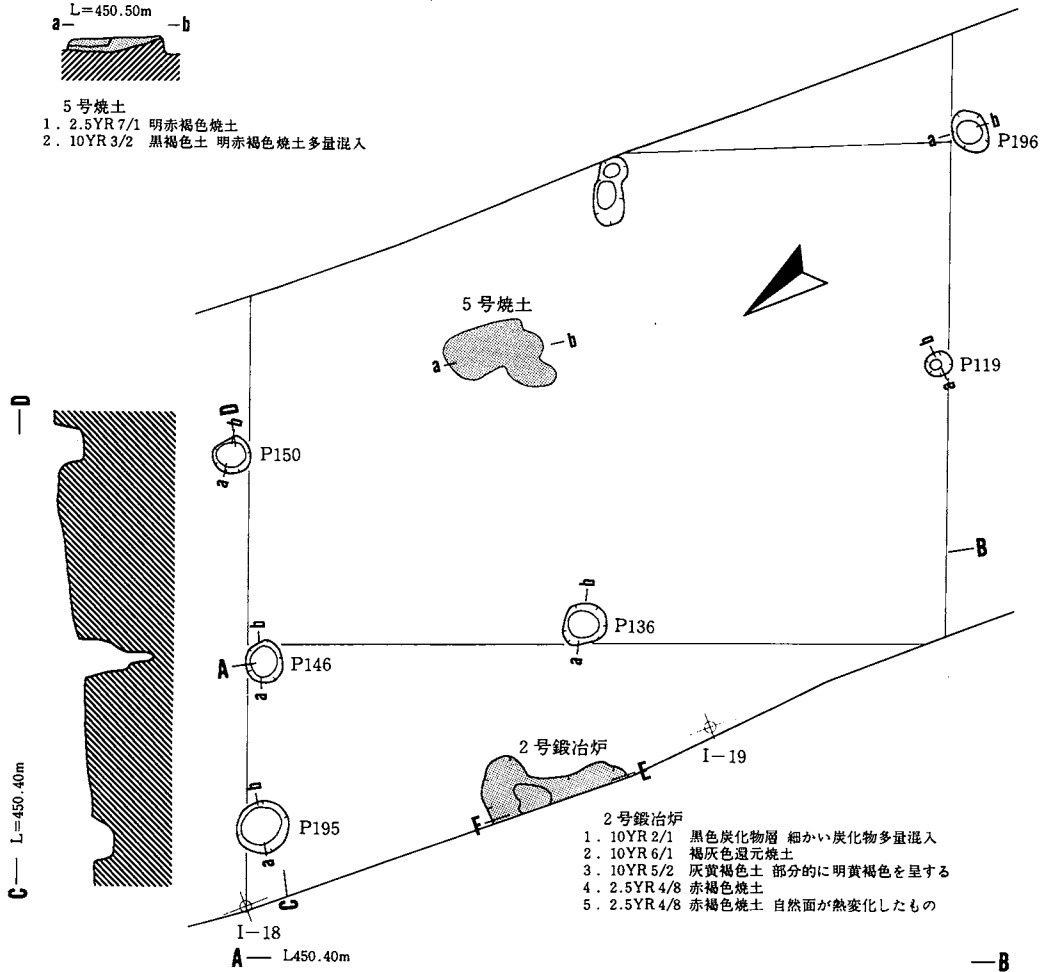 L=450.50m
a— —b
5号焼土
1. 2.5YR 7/1 明赤褐色焼土
2. 10YR 3/2 黒褐色土 明赤褐色焼土多量混入
b
a
P196
5号焼土
a
b
b
P119
a
D
D
b
P150
a
B
b
P136
a
b
A
P146
a
2号鍛冶炉
E
I-19
F
b
P195
a
C
I-18
C — L=450.40m
2号鍛冶炉
1. 10YR 2/1 黒色炭化物層 細かい炭化物多量混入
2. 10YR 6/1 褐灰色還元焼土
3. 10YR 5/2 灰黄褐色土 部分的に明黄褐色を呈する
4. 2.5YR 4/8 赤褐色焼土
5. 2.5YR 4/8 赤褐色焼土 自然面が熱変化したもの
A — L450.40m
—B